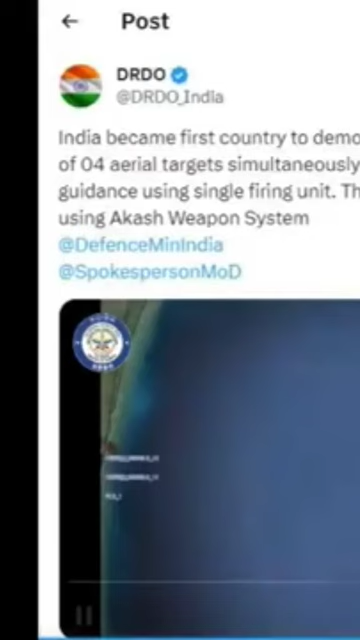 Post
DRDO
@DRDO_India
India became first country to demo
of 04 aerial targets simultaneously
guidance using single firing unit. Th
using Akash Weapon System
@DefenceMinIndia
@SpokespersonMoD